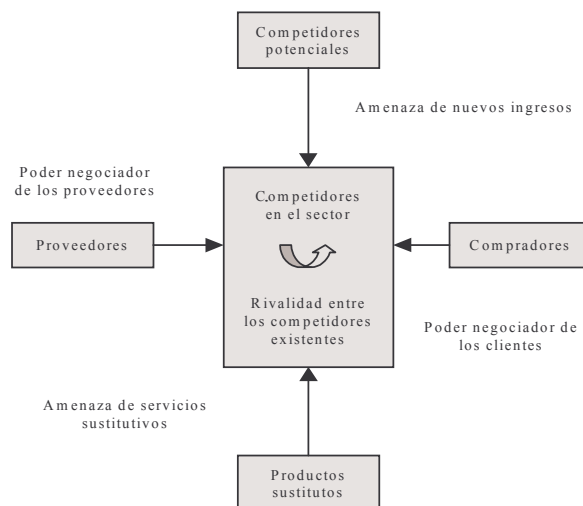 Competidores
potenciales
Amenaza de nuevos ingresos
Poder negociador
de los proveedores
Competidores
en el sector
Proveedores
Compradores
Rivalidad entre
los competidores
existentes
Poder negociador de
los clientes
Amenaza de servicios
sustitutivos
Productos
sustitutos